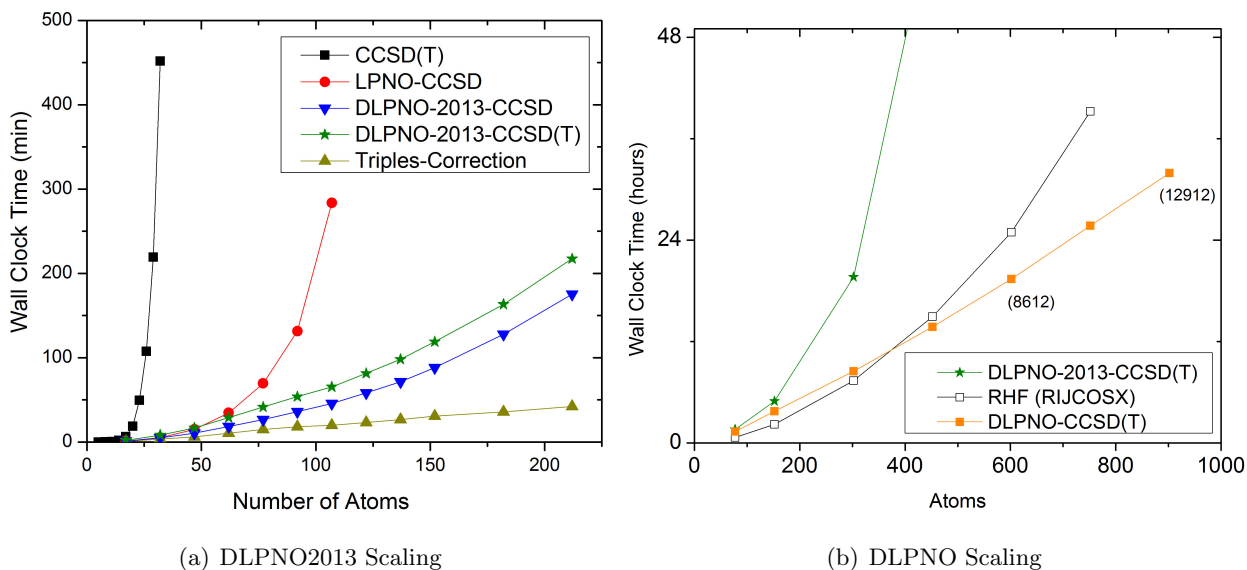 500
400
300
200
100
0
0
50
100
150
200
Wall Clock Time (min)
Number of Atoms
CCSD(T)
LPNO-CCSD
DLPNO-2013-CCSD
DLPNO-2013-CCSD(T)
Triples-Correction
(a) DLPNO2013 Scaling
48
24
0
0
200
400
600
800
1000
Wall Clock Time (hours)
Atoms
(12912)
(8612)
DLPNO-2013-CCSD(T)
RHF (RIJCOSX)
DLPNO-CCSD(T)
(b) DLPNO Scaling